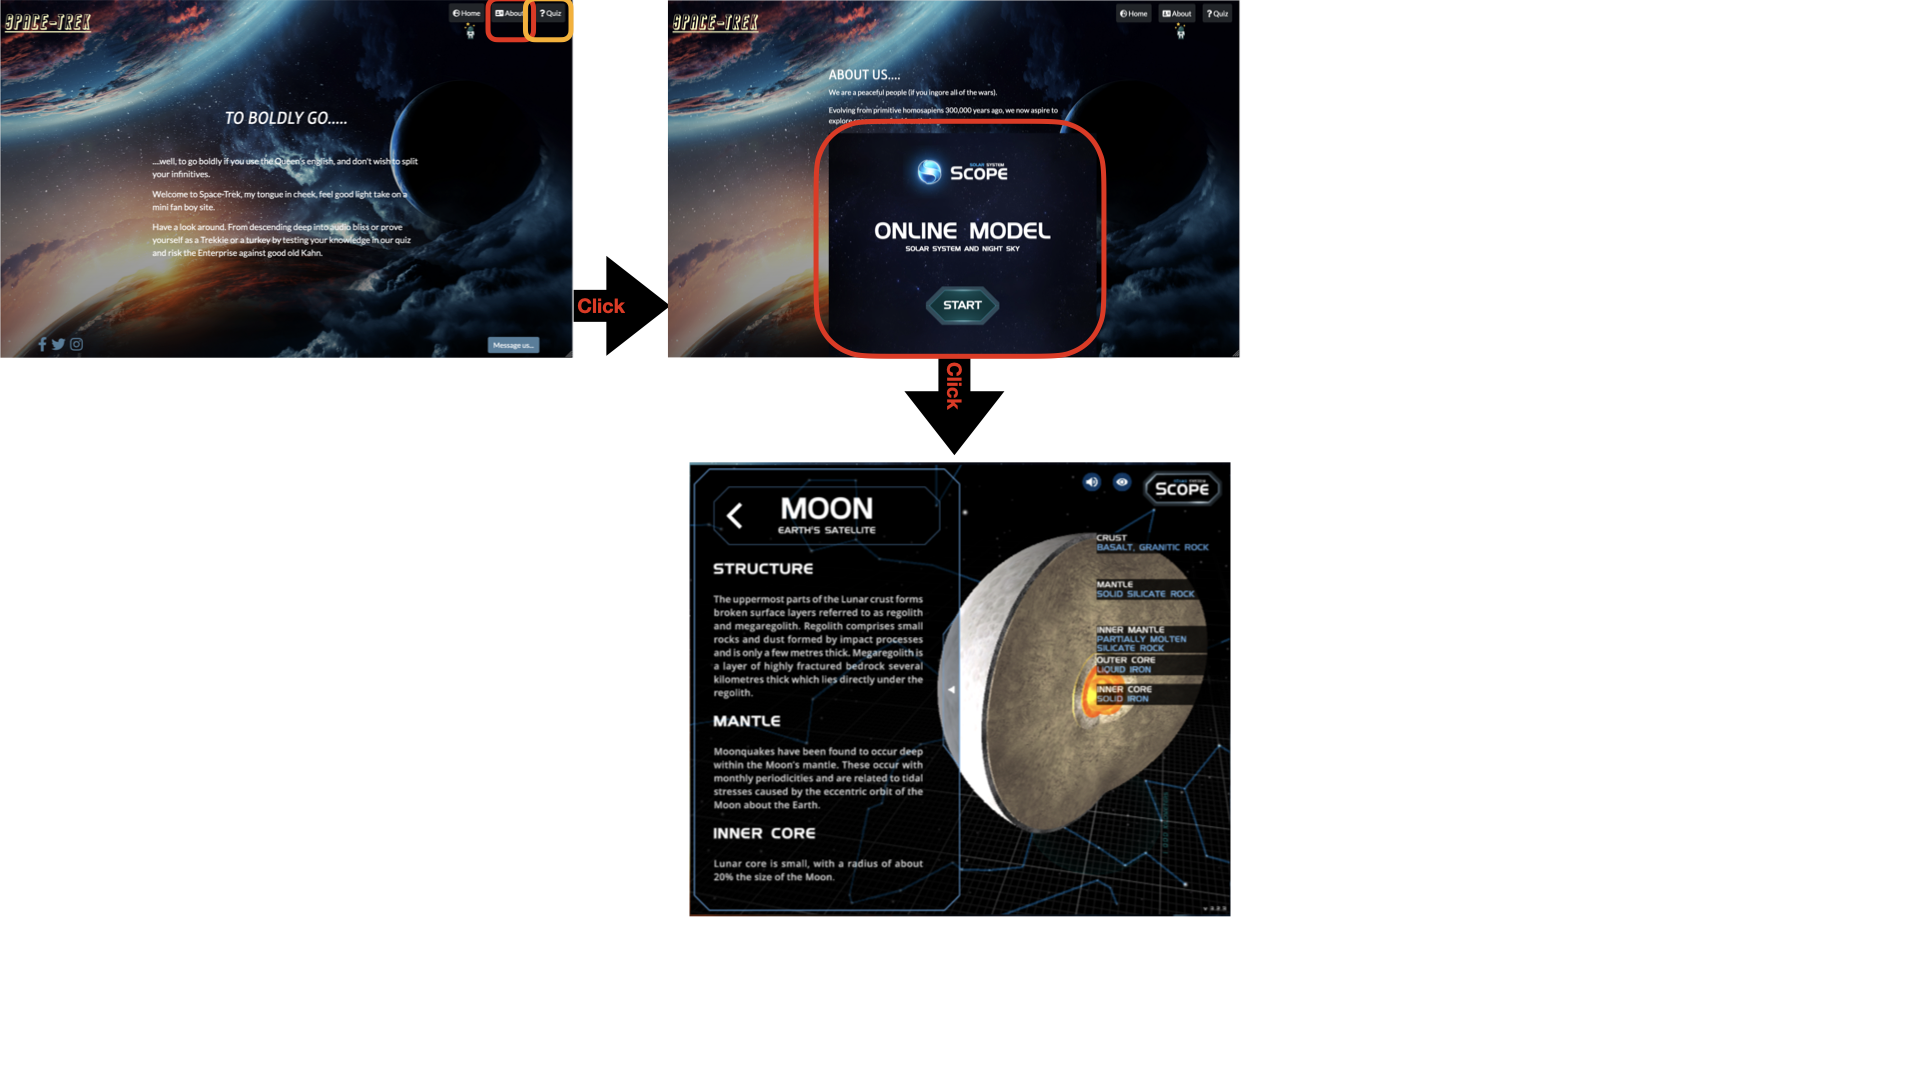 SPACE-TREK
Home About Quiz
TO BOLDLY GO.....
...well, to go boldly if you use the Queen's english, and don't wish to split
your infinitives.
Welcome to Space-Trek, my tongue in cheek, feel good light take on a
mini fan boy site.
Have a look around. From descending deep into audio bliss or prove
yourself as a Trekkie or a turkey by testing your knowledge in our quiz
and risk the Enterprise against good old Kahn.
Message us...
Click
SPACE-TREK
Home About Quiz
ABOUT US....
We are a peaceful people (if you ingore all of the wars).
Evolving from primitive homosapiens 300,000 years ago, we now aspire to
explore
SOLAR SYSTEM
SCOPE
ONLINE MODEL
SOLAR SYSTEM AND NIGHT SKY
START
Click
MOON
EARTH'S SATELLITE
STRUCTURE
The uppermost parts of the Lunar crust forms
broken surface layers referred to as regolith
and megaregolith. Regolith comprises small
rocks and dust formed by impact processes
and is only a few metres thick. Megaregolith is
a layer of highly fractured bedrock several
kilometres thick which lies directly under the
regolith.
MANTLE
Moonquakes have been found to occur deep
within the Moon's mantle. These occur with
monthly periodicities and are related to tidal
stresses caused by the eccentric orbit of the
Moon about the Earth.
INNER CORE
Lunar core is small, with a radius of about
20% the size of the Moon.
SCOPE
CRUST
BASALT, GRANITIC ROCK
MANTLE
SOLID SILICATE ROCK
INNER MANTLE
PARTIALLY MOLTEN
SILICATE ROCK
OUTER CORE
LIQUID IRON
INNER CORE
SOLID IRON